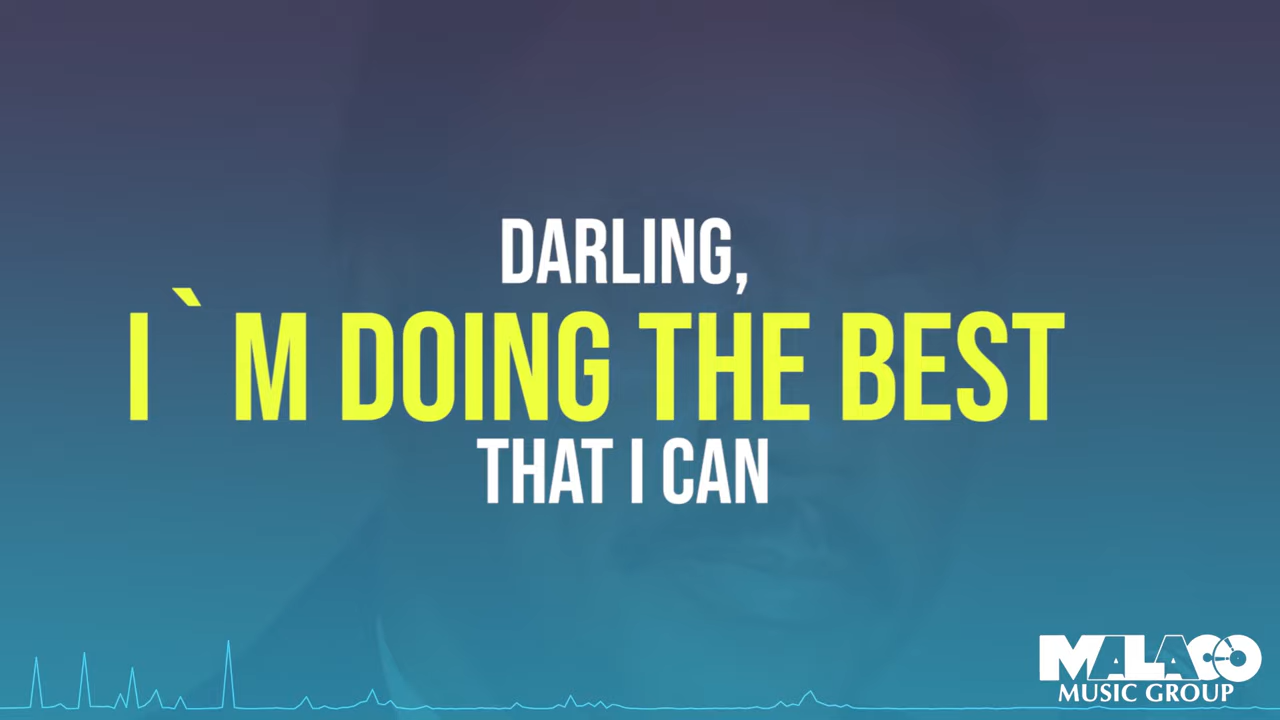 DARLING,
I`M DOING THE BEST
THAT I CAN
MALACO
MUSIC GROUP